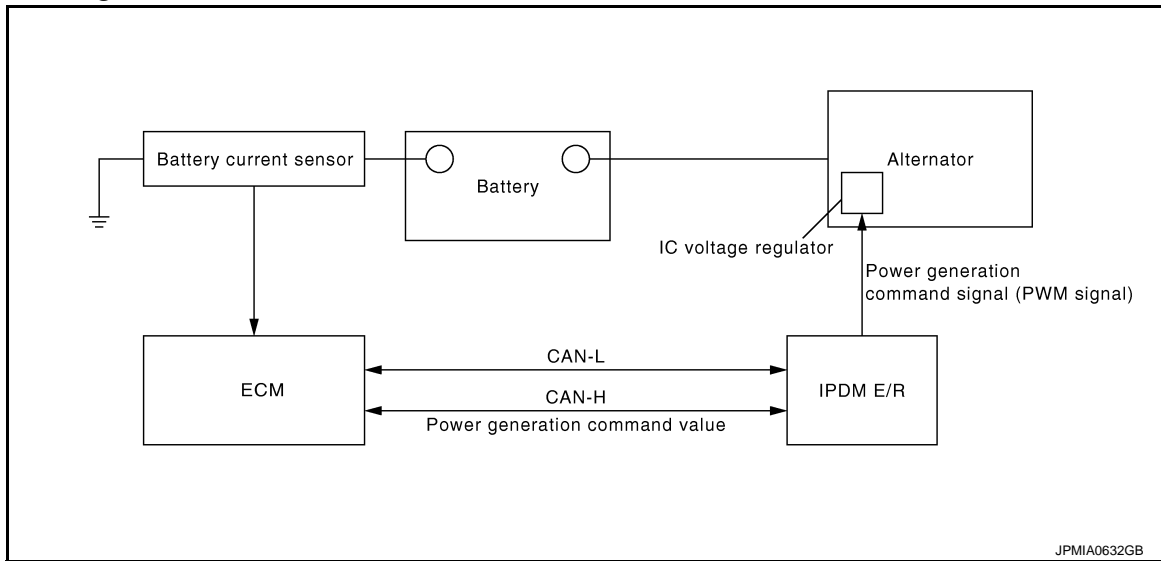 Battery current sensor
Battery
Alternator
IC voltage regulator
Power generation
command signal (PWM signal)
ECM
CAN-L
CAN-H
Power generation command value
IPDM E/R
JPMIA0632GB